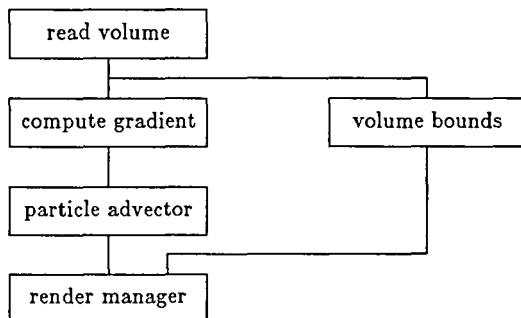 read volume
compute gradient
volume bounds
particle advector
render manager